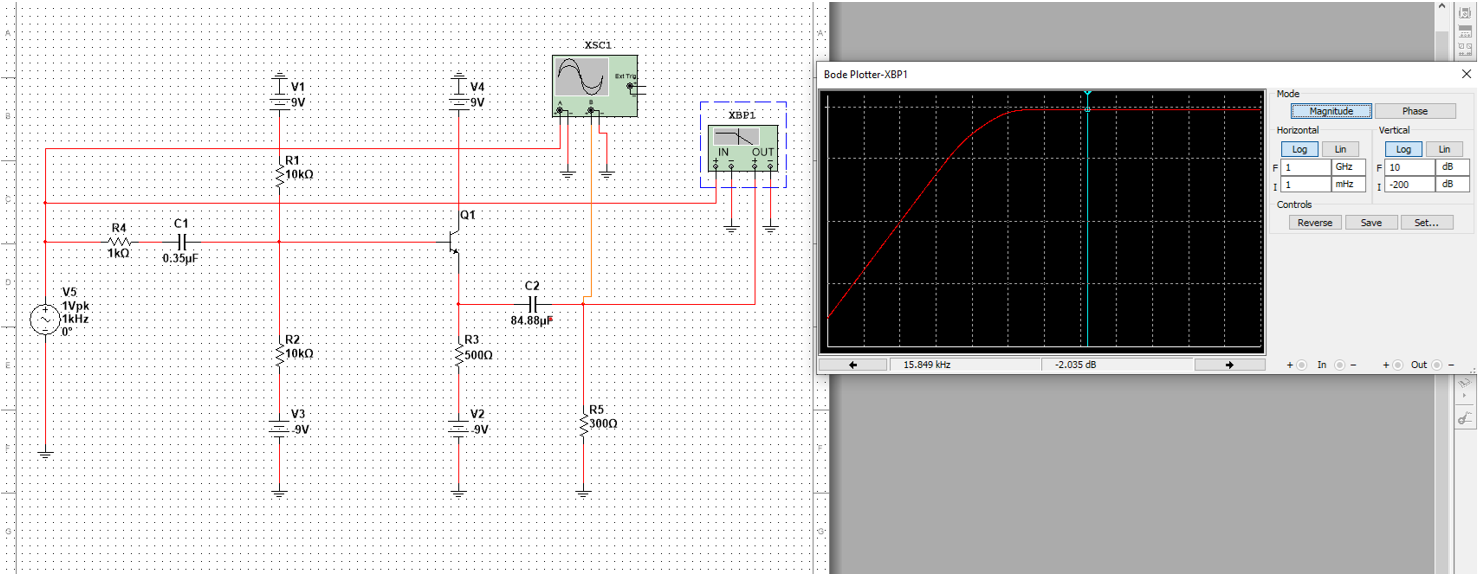 XSC1
Ext Trig
A
B
V1
9V
V4
9V
XBP1
IN
OUT
R1
10kΩ
Q1
R4
1kΩ
C1
0.35µF
V5
1Vpk
1kHz
0°
C2
84.88µF
R2
10kΩ
R3
500Ω
V3
-9V
V2
-9V
R5
300Ω
A
B
C
D
E
F
G
A
E
F
G
Bode Plotter-XBP1
Mode
Magnitude
Phase
Horizontal
Vertical
Log
Lin
Log
Lin
F
1
GHz
F
10
dB
I
1
mHz
I
-200
dB
Controls
Reverse
Save
Set...
15.849 kHz
-2.035 dB
+ In −
+ Out −